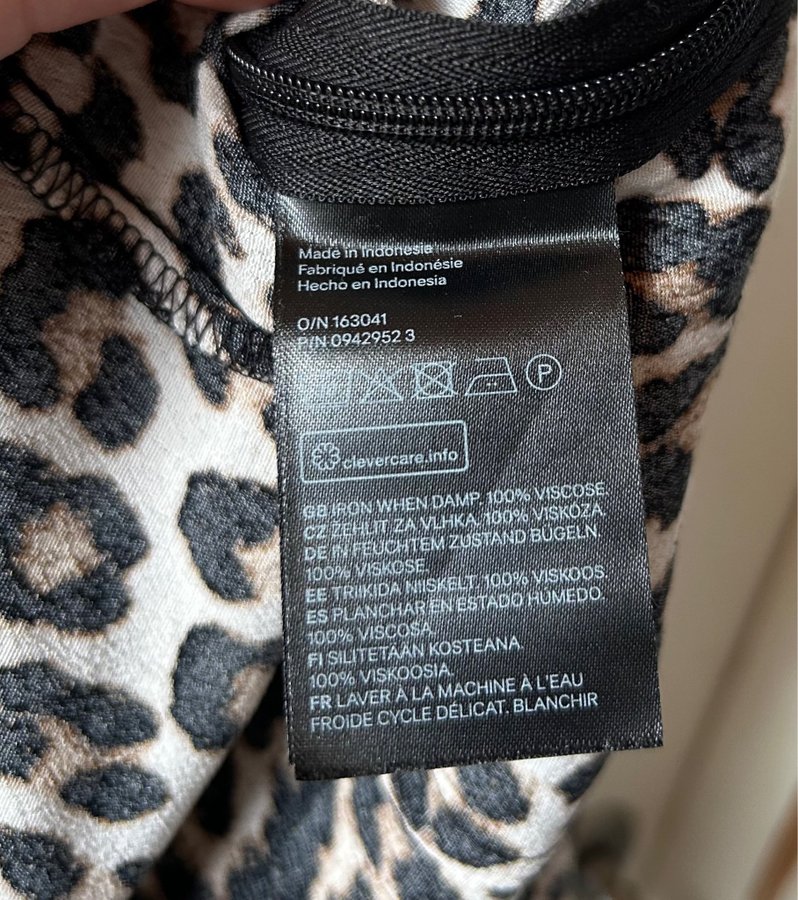 Made in Indonesia
Fabriqué en Indonésie
Hecho en Indonesia
O/N 163041
P/N 0942952 3
P
clevercare.info
GB IRON WHEN DAMP. 100% VISCOSE.
CZ ŽEHLIT ZA VLHKA. 100% VISKÓZA
DE IN FEUCHTEM ZUSTAND BÜGELN.
100% VISKOSE
EE TRIIKIDA NIISKELT. 100% VISKOOS.
ES PLANCHAR EN ESTADO HÚMEDO.
100% VISCOSA
FI SILITETÄÄN KOSTEANA.
100% VISKOOSIA.
FR LAVER À LA MACHINE À L'EAU
FROIDE CYCLE DÉLICAT. BLANCHIR